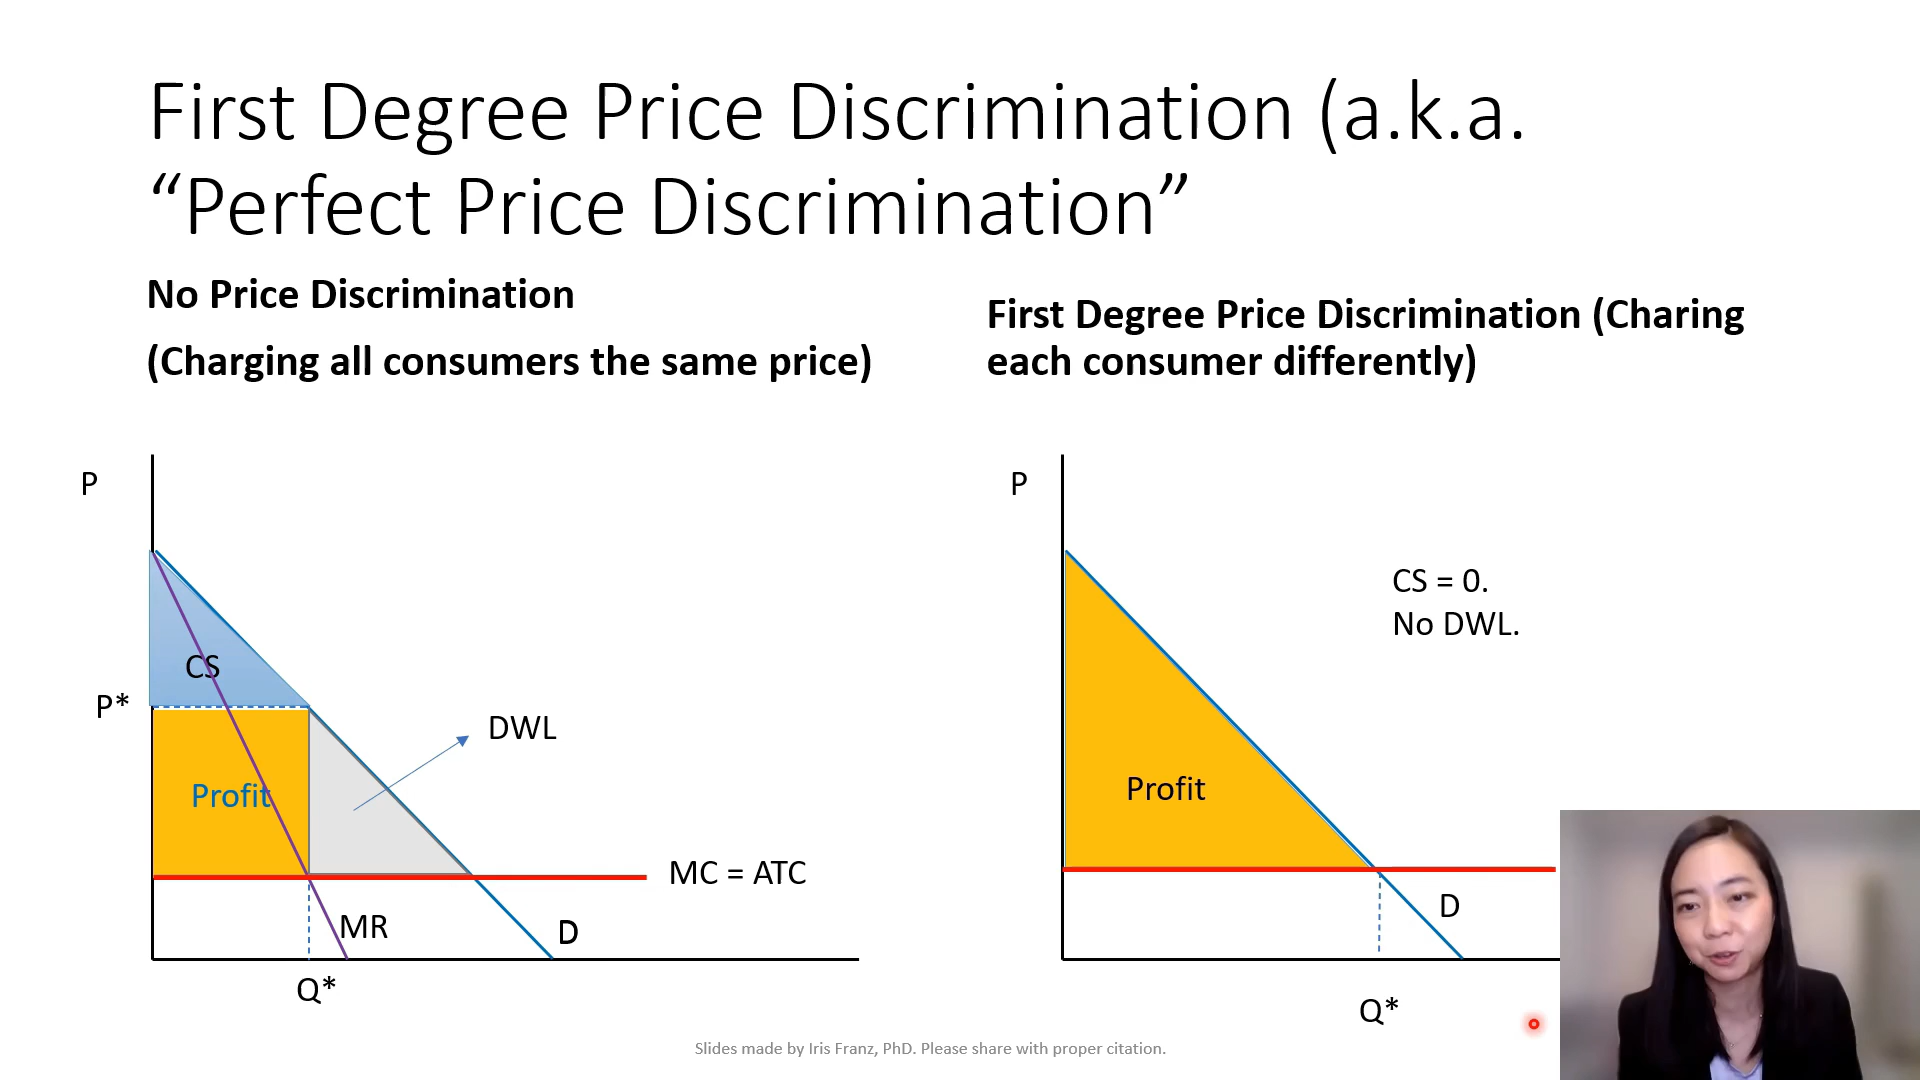 First Degree Price Discrimination (a.k.a.
“Perfect Price Discrimination”
No Price Discrimination
(Charging all consumers the same price)
First Degree Price Discrimination (Charing
each consumer differently)
P
CS
P*
DWL
Profit
MC = ATC
MR
D
Q*
P
CS = 0.
No DWL.
Profit
D
Q*
Slides made by Iris Franz, PhD. Please share with proper citation.